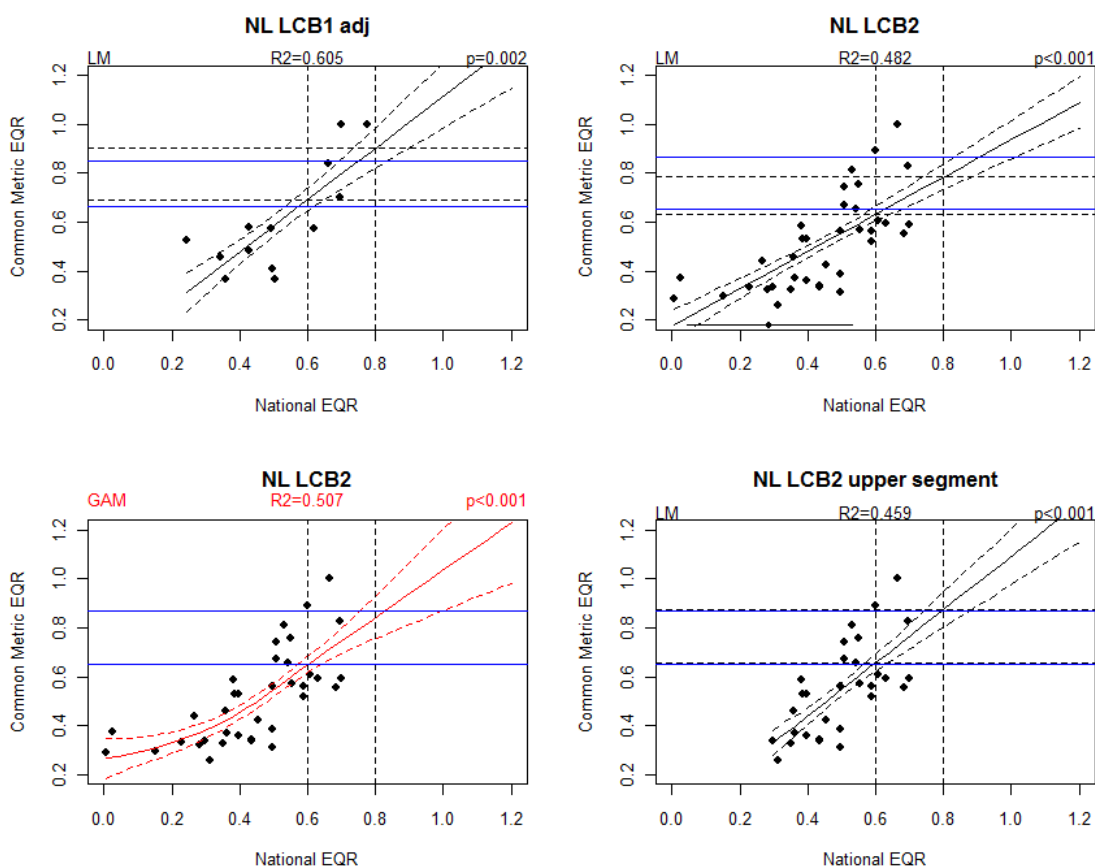 NL LCB1 adj
LM R2=0.605 p=0.002
Common Metric EQR
1.2
1.0
0.8
0.6
0.4
0.2
0.0 0.2 0.4 0.6 0.8 1.0 1.2
National EQR
NL LCB2
LM R2=0.482 p<0.001
Common Metric EQR
1.2
1.0
0.8
0.6
0.4
0.2
0.0 0.2 0.4 0.6 0.8 1.0 1.2
National EQR
NL LCB2
GAM R2=0.507 p<0.001
Common Metric EQR
1.2
1.0
0.8
0.6
0.4
0.2
0.0 0.2 0.4 0.6 0.8 1.0 1.2
National EQR
NL LCB2 upper segment
LM R2=0.459 p<0.001
Common Metric EQR
1.2
1.0
0.8
0.6
0.4
0.2
0.0 0.2 0.4 0.6 0.8 1.0 1.2
National EQR